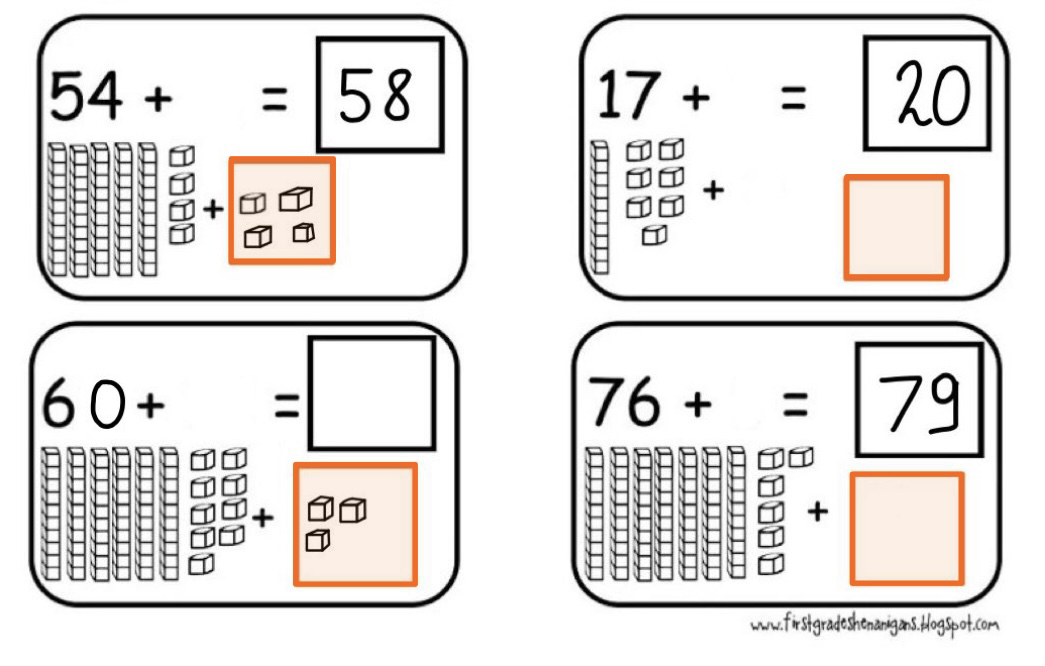 54 + = 58
+
17 + = 20
+
60 + =
+
76 + = 79
+
www.firstgradeshenanigans.blogspot.com